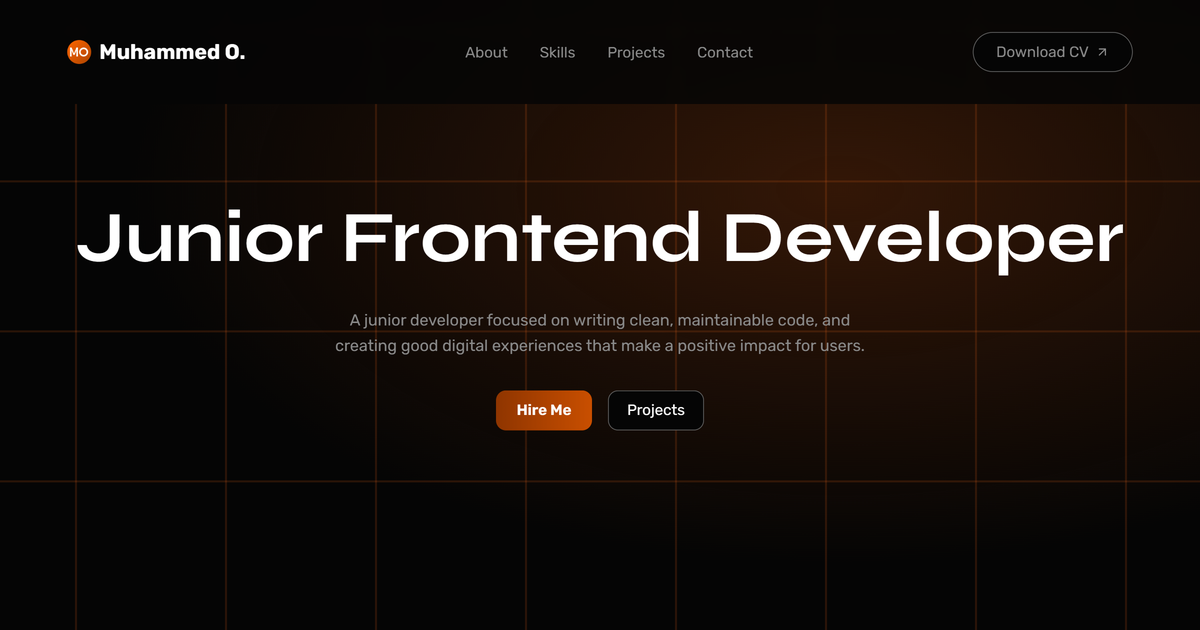 MO Muhammed O.
About Skills Projects Contact
Download CV
Junior Frontend Developer
A junior developer focused on writing clean, maintainable code, and
creating good digital experiences that make a positive impact for users.
Hire Me Projects